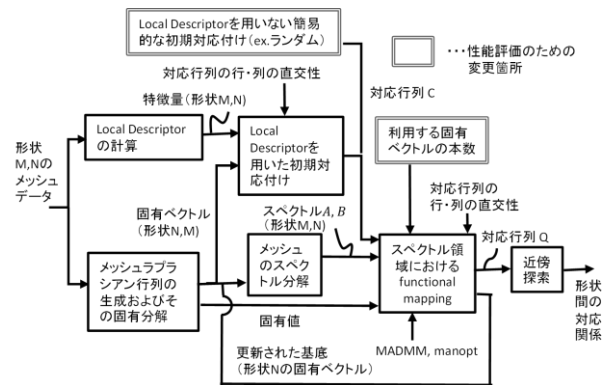 Local Descriptorを用いない簡易
的な初期対応付け(ex.ランダム)
・・・性能評価のための
変更箇所
対応行列の行・列の直交性
対応行列 C
特徴量(形状M,N)
Local Descriptor
の計算
Local
Descriptorを
用いた初期対
応付け
利用する固有
ベクトルの本数
形状
M,Nの
メッシュ
データ
対応行列の
行・列の直交性
固有ベクトル
(形状N,M)
スペクトルA, B
(形状M,N)
対応行列 Q
メッシュラプラ
シアン行列の
生成およびそ
の固有分解
メッシュ
のスペク
トル分解
スペクトル領
域における
functional
mapping
近傍
探索
形状
間の
対応
関係
固有値
更新された基底
(形状Nの固有ベクトル)
MADMM, manopt